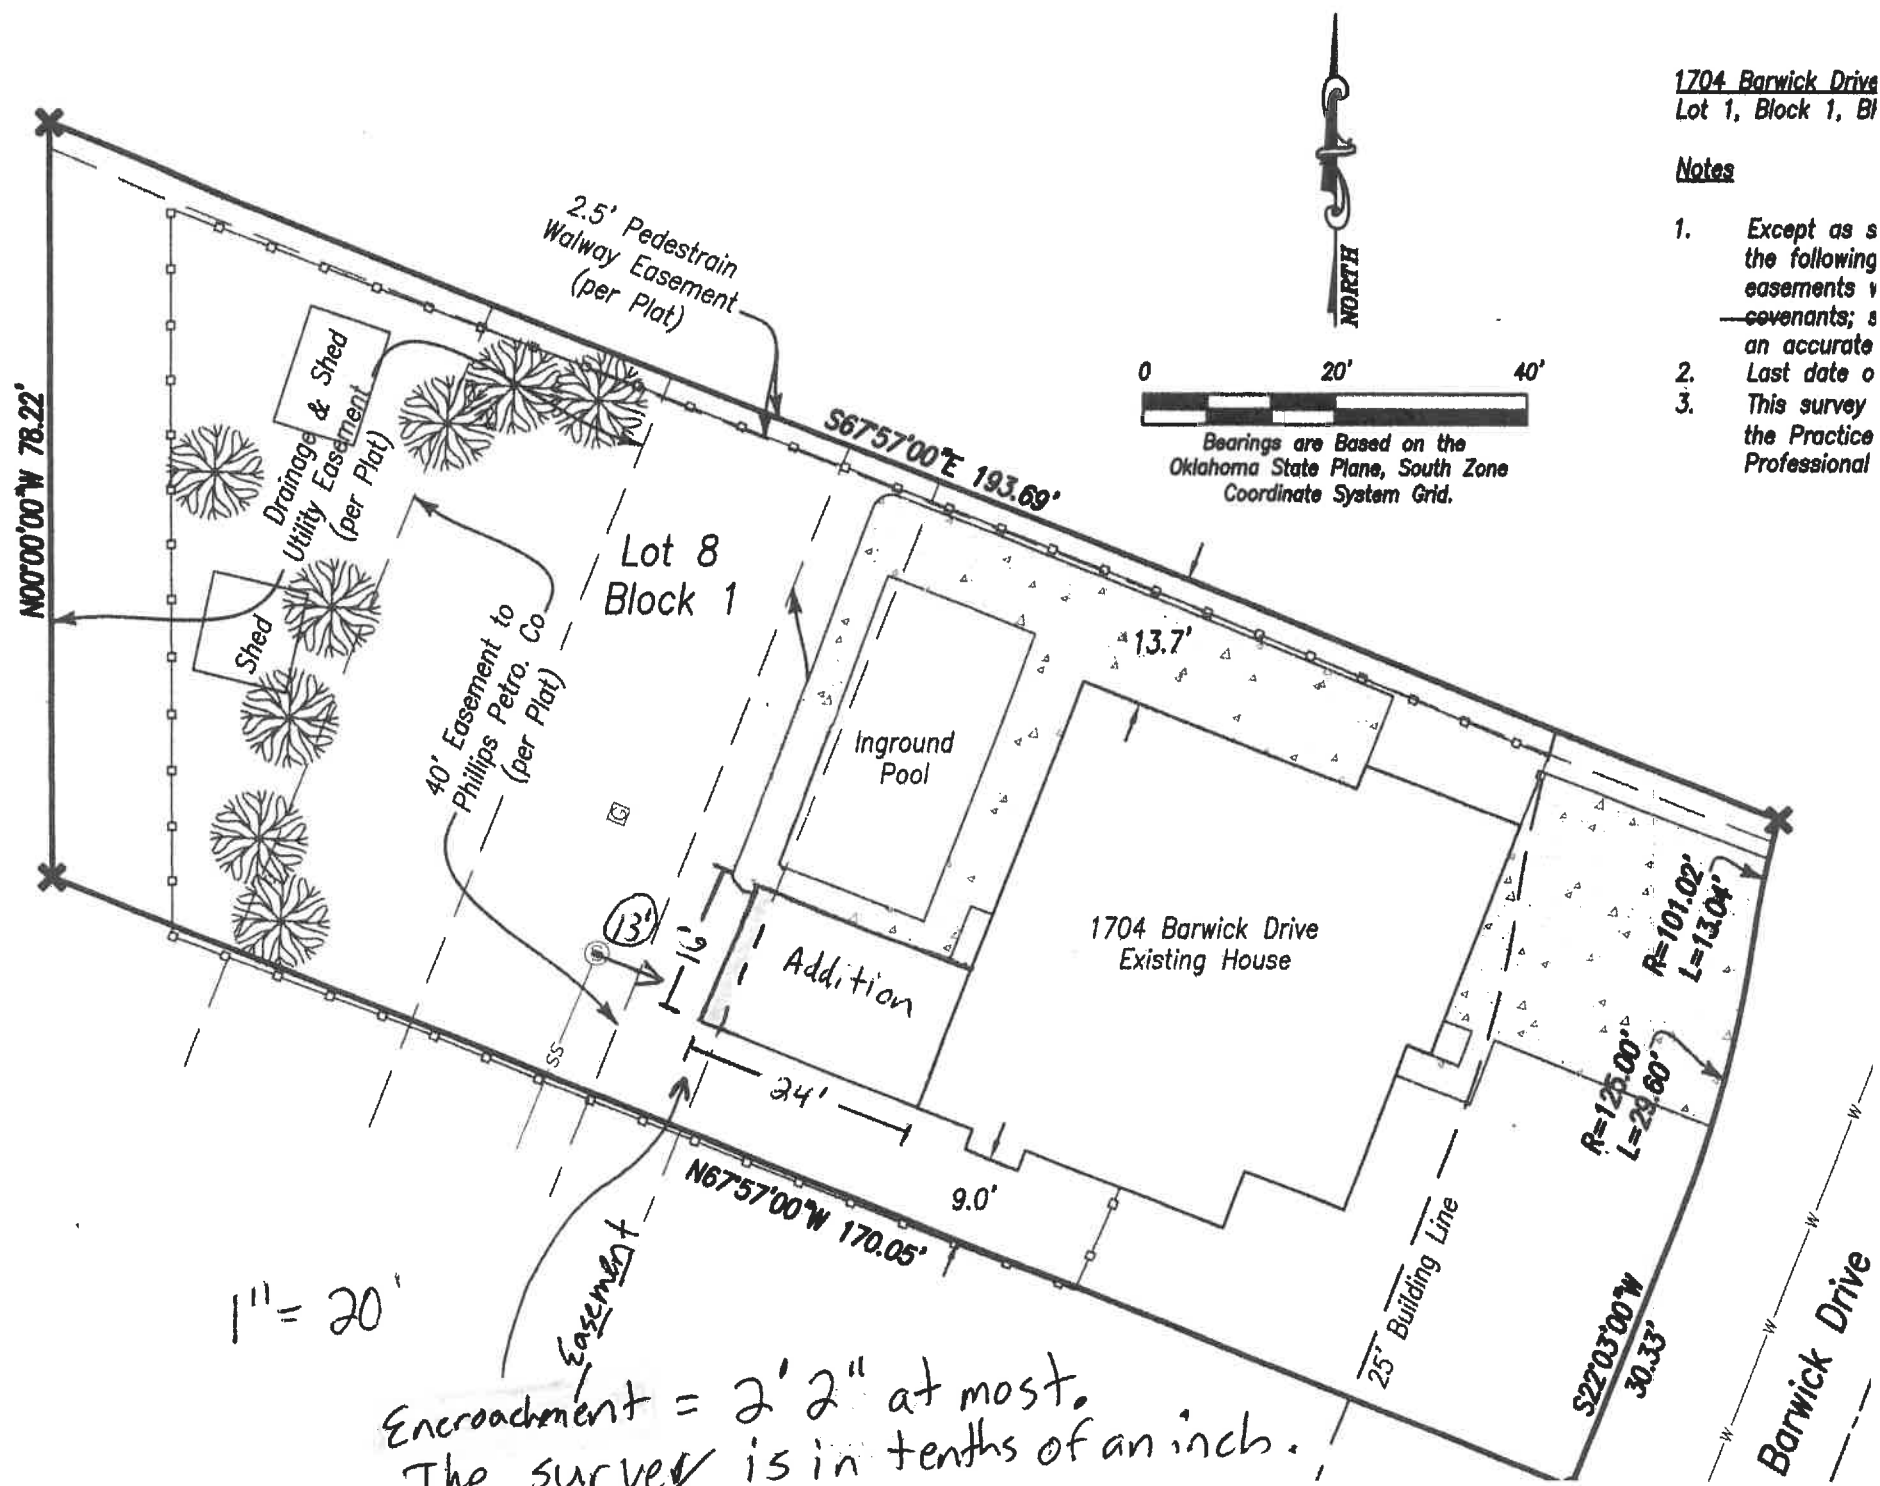 1704 Barwick Drive
Lot 1, Block 1, Bl
Notes
1. Except as s
the following
easements w
covenants; s
an accurate
2. Last date o
3. This survey
the Practice
Professional
NORTH
0 20' 40'
Bearings are Based on the
Oklahoma State Plane, South Zone
Coordinate System Grid.
2.5' Pedestrain
Walway Easement
(per Plat)
S67°57'00"E 193.69'
N00°00'00"W 78.22'
Shed
Drainage &
Utility Easement
(per Plat)
Shed
Lot 8
Block 1
40' Easement to
Phillips Petro. Co
(per Plat)
13.7'
Inground
Pool
G
13'
16'
Addition
1704 Barwick Drive
Existing House
R=101.02'
L=13.04'
R=125.00'
L=29.60'
SS
24'
9.0'
N67°57'00"W 170.05'
25' Building Line
S22°03'00"W
30.33'
W
W
W
W
Barwick Drive
Easement
1" = 20'
Encroachment = 2' 2" at most.
The survey is in tenths of an inch.